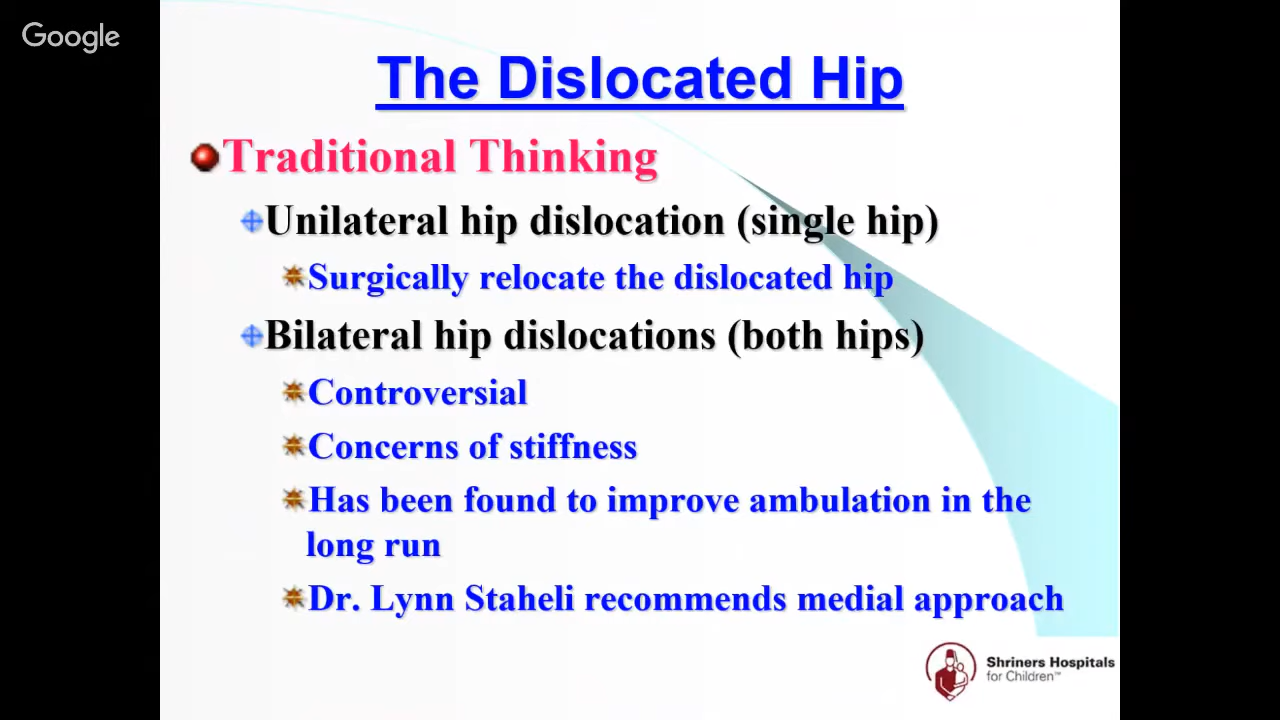 Google
The Dislocated Hip
Traditional Thinking
Unilateral hip dislocation (single hip)
Surgically relocate the dislocated hip
Bilateral hip dislocations (both hips)
Controversial
Concerns of stiffness
Has been found to improve ambulation in the
long run
Dr. Lynn Staheli recommends medial approach
Shriners Hospitals
for Children™